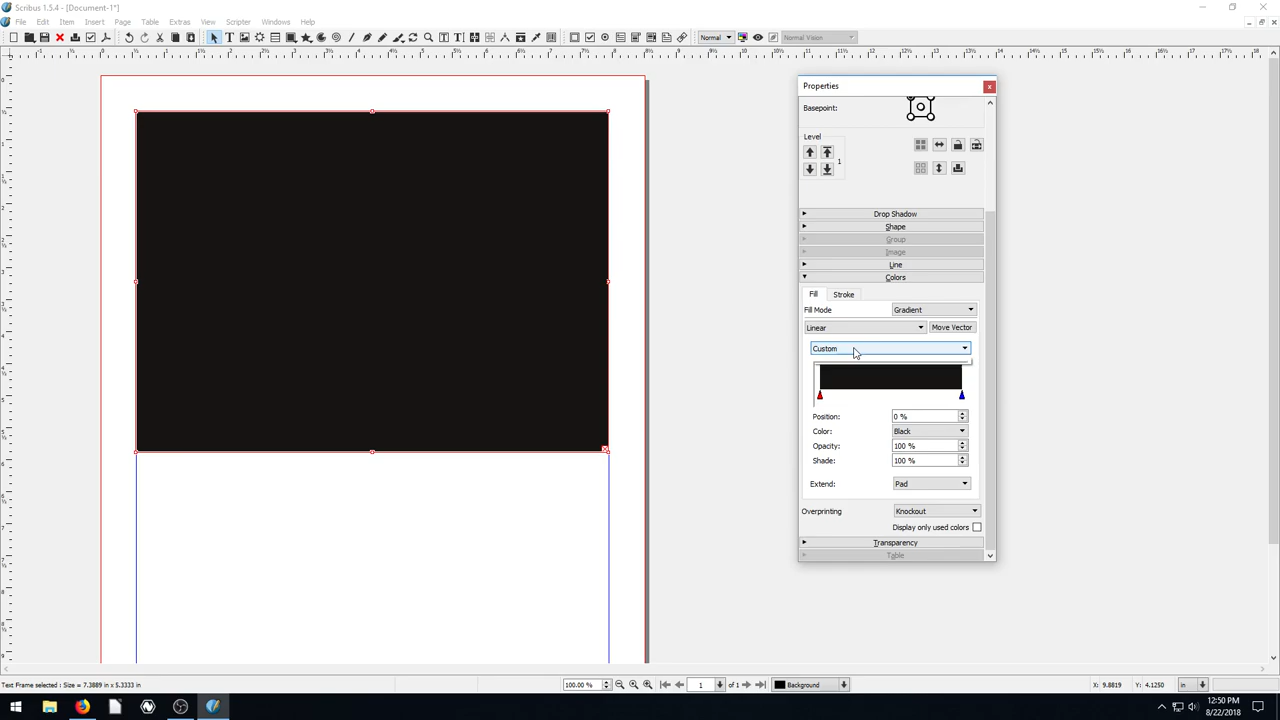 Scribus 1.5.4 - [Document-1*]
File Edit Item Insert Page Table Extras View Scripter Windows Help
Normal
Normal Vision
Properties
Basepoint:
Level
1
Drop Shadow
Shape
Group
Image
Line
Colors
Fill Stroke
Fill Mode Gradient
Linear Move Vector
Custom
Position: 0 %
Color: Black
Opacity: 100 %
Shade: 100 %
Extend: Pad
Overprinting Knockout
Display only used colors
Transparency
Table
Text Frame selected : Size = 7.3889 in x 5.3333 in
100.00 %
1 of 1
Background
X: 9.8819 Y: 4.1250
in
12:50 PM
8/22/2018